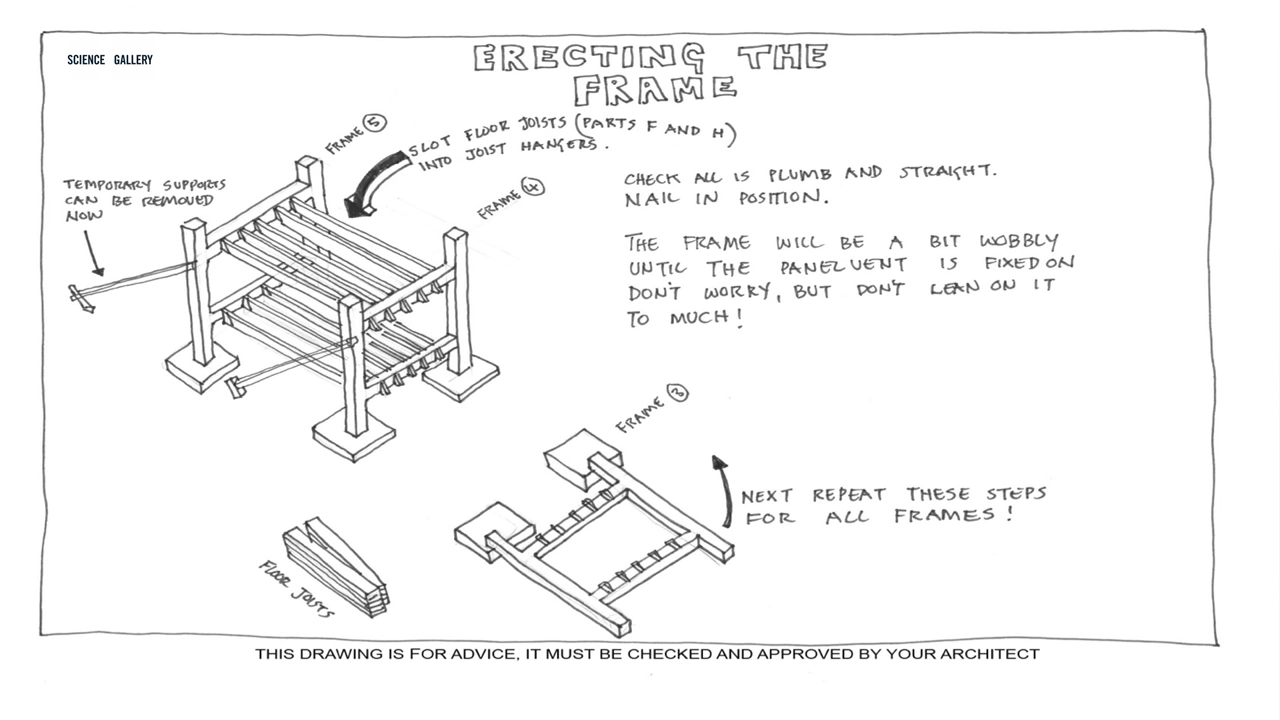 SCIENCE GALLERY
ERECTING THE
FRAME
FRAME 5
SLOT FLOOR JOISTS (PARTS F AND H)
INTO JOIST HANGERS.
TEMPORARY SUPPORTS
CAN BE REMOVED
NOW
FRAME 4
CHECK ALL IS PLUMB AND STRAIGHT.
NAIL IN POSITION.
THE FRAME WILL BE A BIT WOBBLY
UNTIL THE PANELVENT IS FIXED ON
DON'T WORRY, BUT DON'T LEAN ON IT
TO MUCH!
FRAME 3
NEXT REPEAT THESE STEPS
FOR ALL FRAMES!
FLOOR JOISTS
THIS DRAWING IS FOR ADVICE, IT MUST BE CHECKED AND APPROVED BY YOUR ARCHITECT